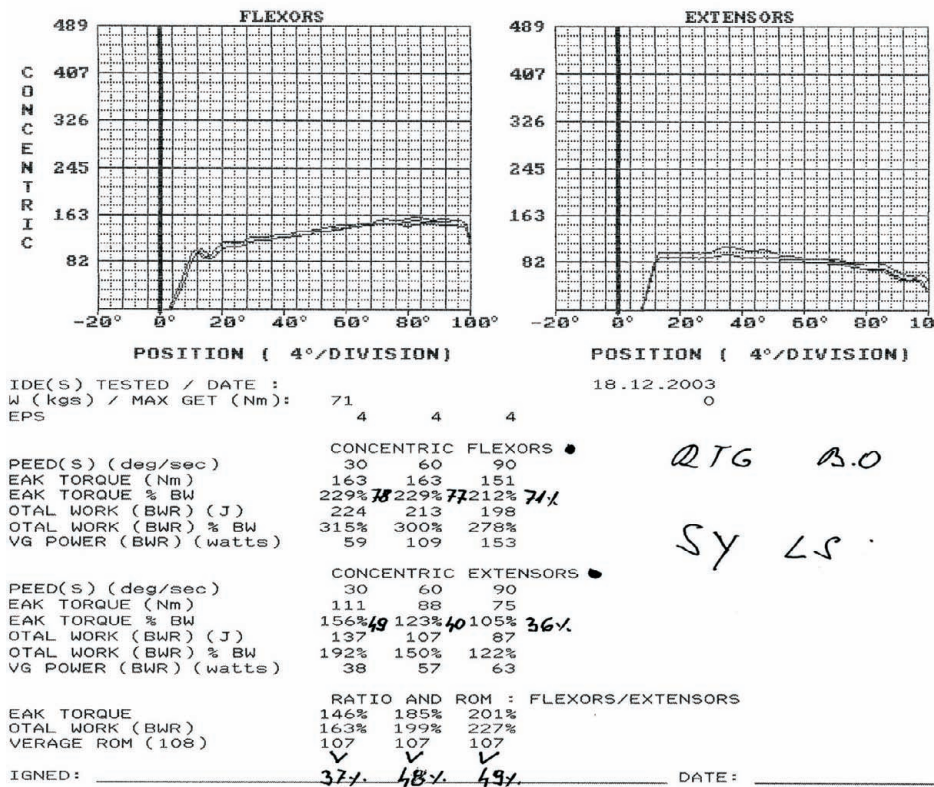 FLEXORS EXTENSORS
489 489
407 407
326 326
245 245
163 163
82 82
CONCENTRIC
-20° 0° 20° 40° 60° 80° 100° -20° 0° 20° 40° 60° 80° 10
POSITION ( 4°/DIVISION) POSITION ( 4°/DIVISION)
IDE(S) TESTED / DATE : 18.12.2003
W (kgs) / MAX GET (Nm): 71 0
EPS 4 4 4
CONCENTRIC FLEXORS
PEED(S) (deg/sec) 30 60 90
EAK TORQUE (Nm) 163 163 151
EAK TORQUE % BW 229% 78 229% 77 212% 71%
OTAL WORK (BWR) (J) 224 213 198
OTAL WORK (BWR) % BW 315% 300% 278%
VG POWER (BWR) (watts) 59 109 153
SY LS
CONCENTRIC EXTENSORS
PEED(S) (deg/sec) 30 60 90
EAK TORQUE (Nm) 111 88 75
EAK TORQUE % BW 156% 49 123% 40 105% 36%
OTAL WORK (BWR) (J) 137 107 87
OTAL WORK (BWR) % BW 192% 150% 122%
VG POWER (BWR) (watts) 38 57 63
RATIO AND ROM : FLEXORS/EXTENSORS
EAK TORQUE 146% 185% 201%
OTAL WORK (BWR) 163% 199% 227%
VERAGE ROM (108) 107 107 107
IGNED: 37% 48% 49% DATE: